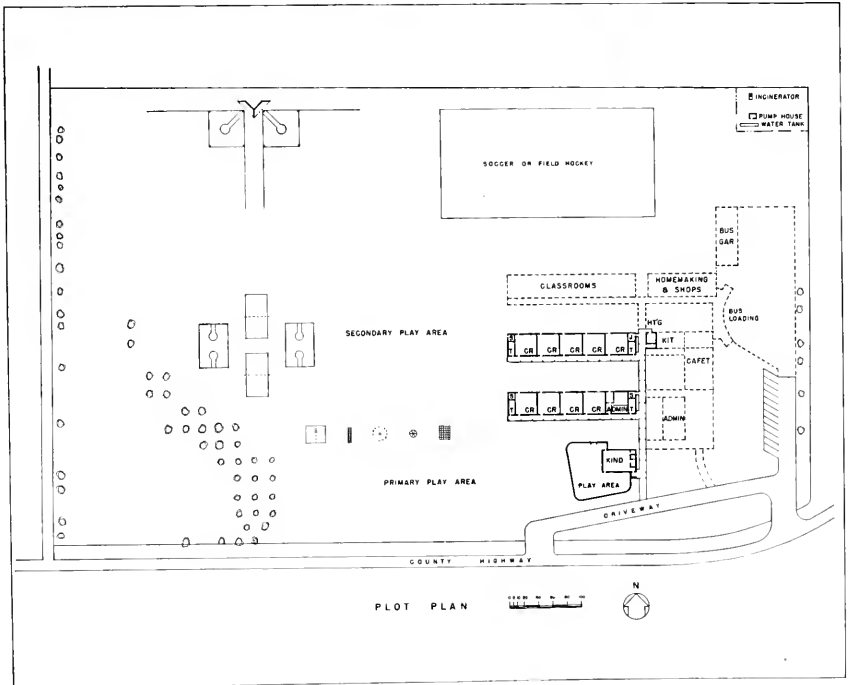 INCINERATOR
PUMP HOUSE
WATER TANK
SOCCER OR FIELD HOCKEY
BUS
GAR
CLASSROOMS
HOMEMAKING
& SHOPS
BUS
LOADING
SECONDARY PLAY AREA
HT'G
S
T CR CR CR CR T
KIT
CAFET
S
T CR CR CR CR ADMIN T
S
ADMIN
KIND
PLAY AREA
PRIMARY PLAY AREA
DRIVEWAY
COUNTY HIGHWAY
PLOT PLAN
N